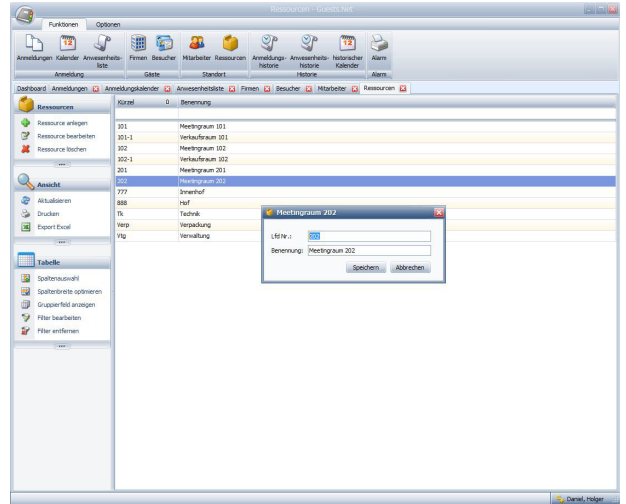 Ressourcen - Guests.Net
Funktionen Optionen
Anmeldungen Kalender Anwesenheits-liste Firmen Besucher Mitarbeiter Ressourcen Anmeldungs-historie Anwesenheits-historie historischer Kalender Alarm
Anmeldung Gäste Standort Historie Alarm
Dashboard Anmeldungen Anmeldungskalender Anwesenheitsliste Firmen Besucher Mitarbeiter Ressourcen
Ressourcen
Ressource anlegen
Ressource bearbeiten
Ressource löschen
Ansicht
Aktualisieren
Drucken
Export Excel
Tabelle
Spaltenauswahl
Spaltenbreite optimieren
Gruppierfeld anzeigen
Filter bearbeiten
Filter entfernen
Kürzel Benennung
101 Meetingraum 101
101-1 Verkaufsraum 101
102 Meetingraum 102
102-1 Verkaufsraum 102
201 Meetingraum 201
202 Meetingraum 202
777 Innenhof
888 Hof
Tk Technik
Verp Verpackung
Vtg Verwaltung
Meetingraum 202
Lfd Nr.: 202
Benennung: Meetingraum 202
Speichern Abbrechen
Daniel, Holger